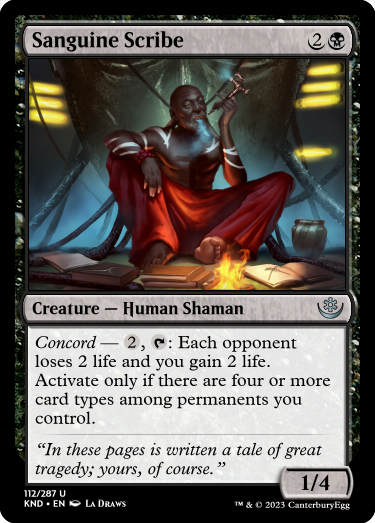 Sanguine Scribe 2
Creature — Human Shaman
Concord — 2, : Each opponent
loses 2 life and you gain 2 life.
Activate only if there are four or more
card types among permanents you
control.
“In these pages is written a tale of great
tragedy; yours, of course.”
1/4
112/287 U
KND • EN La Draws
™ & © 2023 CanterburyEgg